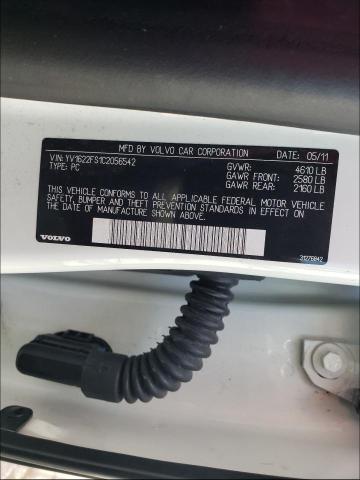 MFD BY VOLVO CAR CORPORATION DATE: 05/11
VIN: YV1622FS1C2056542 GVWR: 4610 LB
TYPE: PC GAWR FRONT: 2580 LB
GAWR REAR: 2160 LB
THIS VEHICLE CONFORMS TO ALL APPLICABLE FEDERAL MOTOR VEHICLE
SAFETY, BUMPER AND THEFT PREVENTION STANDARDS IN EFFECT ON THE DATE
OF MANUFACTURE SHOWN ABOVE.
VOLVO 31276842